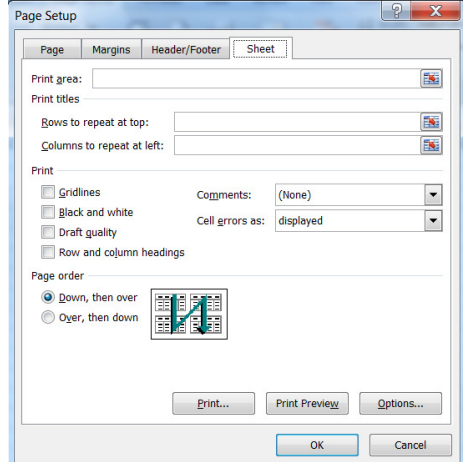 Page Setup
Page Margins Header/Footer Sheet
Print area:
Print titles
Rows to repeat at top:
Columns to repeat at left:
Print
Gridlines Comments: (None)
Black and white Cell errors as: displayed
Draft quality
Row and column headings
Page order
Down, then over
Over, then down
Print... Print Preview Options...
OK Cancel